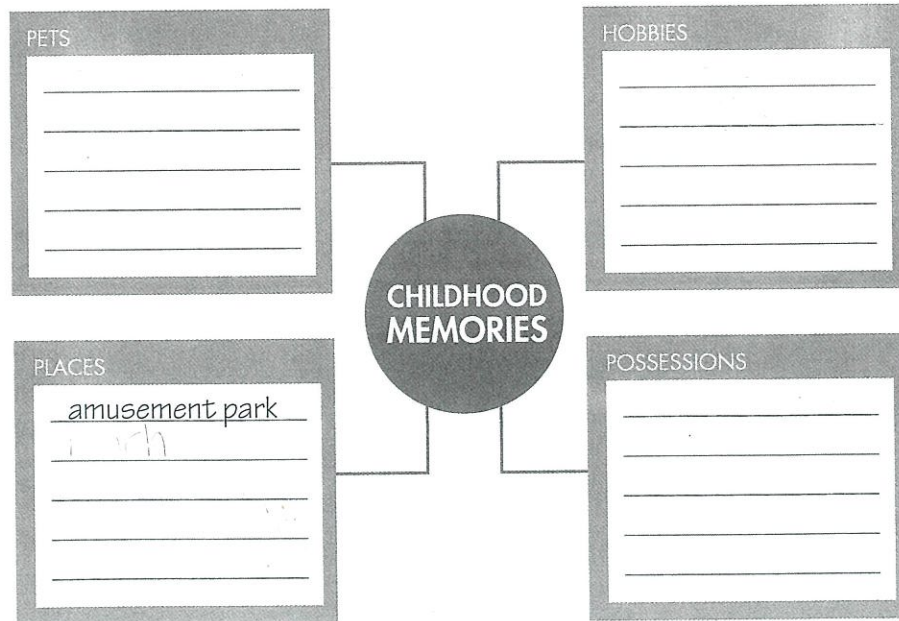 PETS
HOBBIES
CHILDHOOD
MEMORIES
PLACES
amusement park
POSSESSIONS